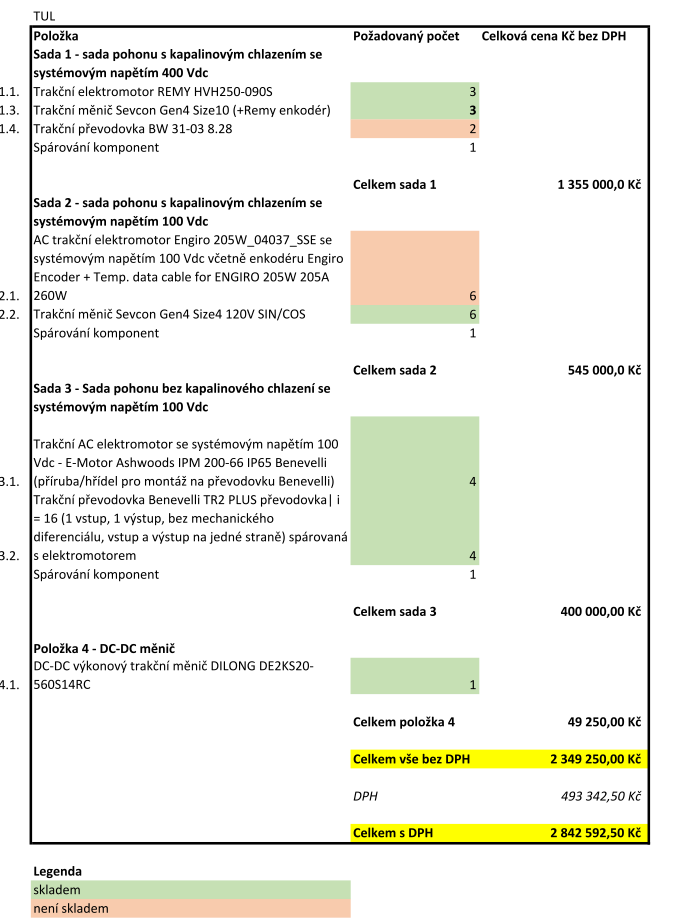 TUL
Položka Požadovaný počet Celková cena Kč bez DPH
Sada 1 - sada pohonu s kapalinovým chlazením se
systémovým napětím 400 Vdc
1.1. Trakční elektromotor REMY HVH250-090S 3
1.3. Trakční měnič Sevcon Gen4 Size10 (+Remy enkodér) 3
1.4. Trakční převodovka BW 31-03 8.28 2
Spárování komponent 1
Celkem sada 1 1 355 000,0 Kč
Sada 2 - sada pohonu s kapalinovým chlazením se
systémovým napětím 100 Vdc
AC trakční elektromotor Engiro 205W_04037_SSE se
systémovým napětím 100 Vdc včetně enkodéru Engiro
Encoder + Temp. data cable for ENGIRO 205W 205A
2.1. 260W 6
2.2. Trakční měnič Sevcon Gen4 Size4 120V SIN/COS 6
Spárování komponent 1
Celkem sada 2 545 000,0 Kč
Sada 3 - Sada pohonu bez kapalinového chlazení se
systémovým napětím 100 Vdc
Trakční AC elektromotor se systémovým napětím 100
Vdc - E-Motor Ashwoods IPM 200-66 IP65 Benevelli
3.1. (příruba/hřídel pro montáž na převodovku Benevelli) 4
Trakční převodovka Benevelli TR2 PLUS převodovka| i
= 16 (1 vstup, 1 výstup, bez mechanického
diferenciálu, vstup a výstup na jedné straně) spárovaná
3.2. s elektromotorem 4
Spárování komponent 1
Celkem sada 3 400 000,00 Kč
Položka 4 - DC-DC měnič
DC-DC výkonový trakční měnič DILONG DE2KS20-
4.1. 560S14RC 1
Celkem položka 4 49 250,00 Kč
Celkem vše bez DPH 2 349 250,00 Kč
DPH 493 342,50 Kč
Celkem s DPH 2 842 592,50 Kč
Legenda
skladem
není skladem